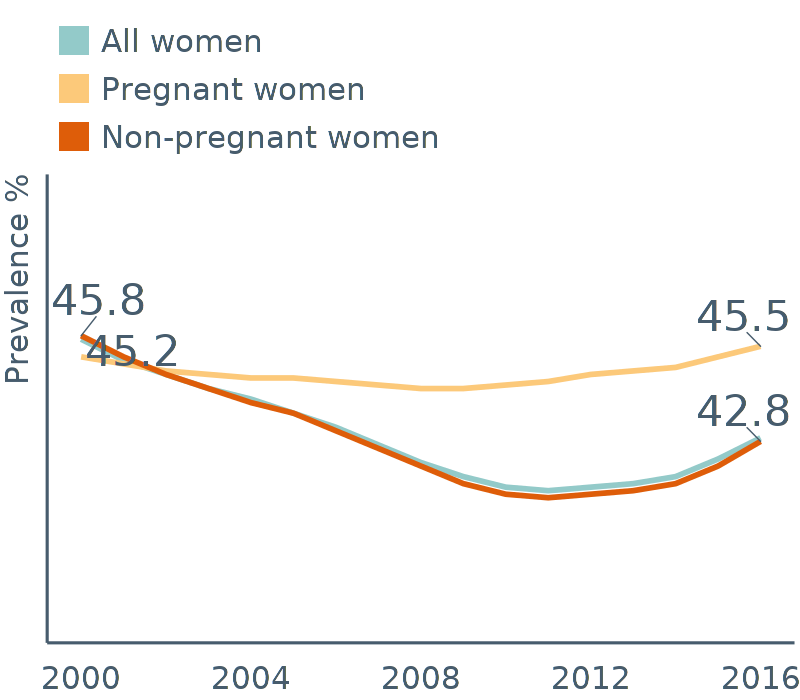 All women
Pregnant women
Non-pregnant women
Prevalence %
45.8
45.2
45.5
42.8
2000 2004 2008 2012 2016